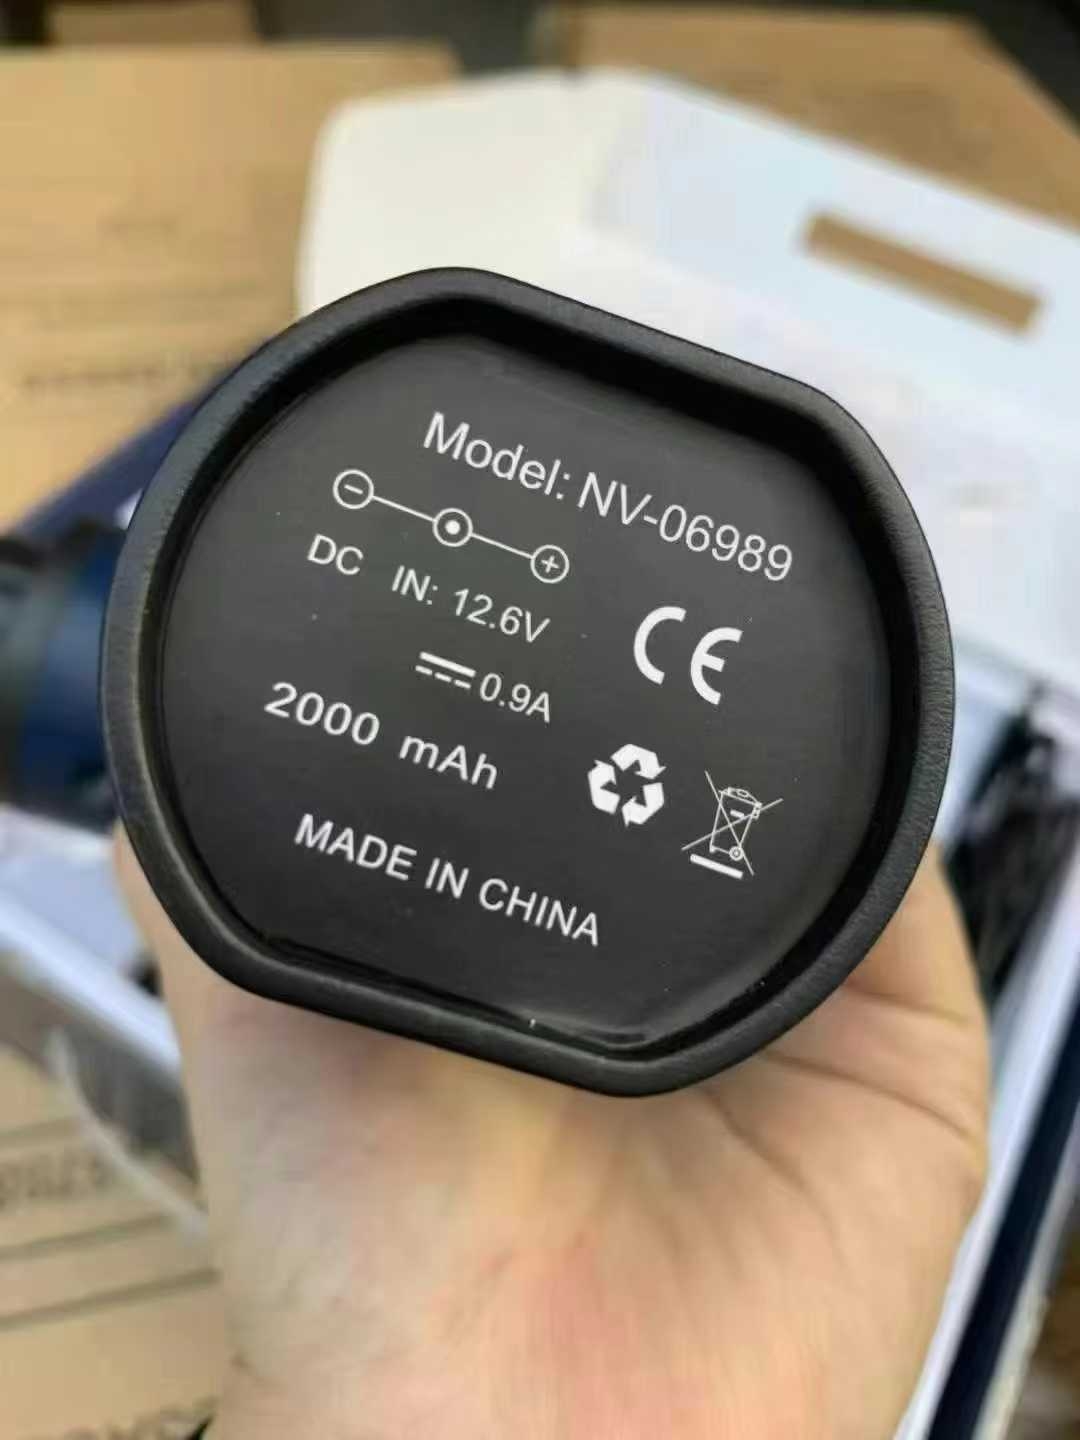 Model: NV-06989
DC IN: 12.6V
0.9A
CE
2000 mAh
MADE IN CHINA